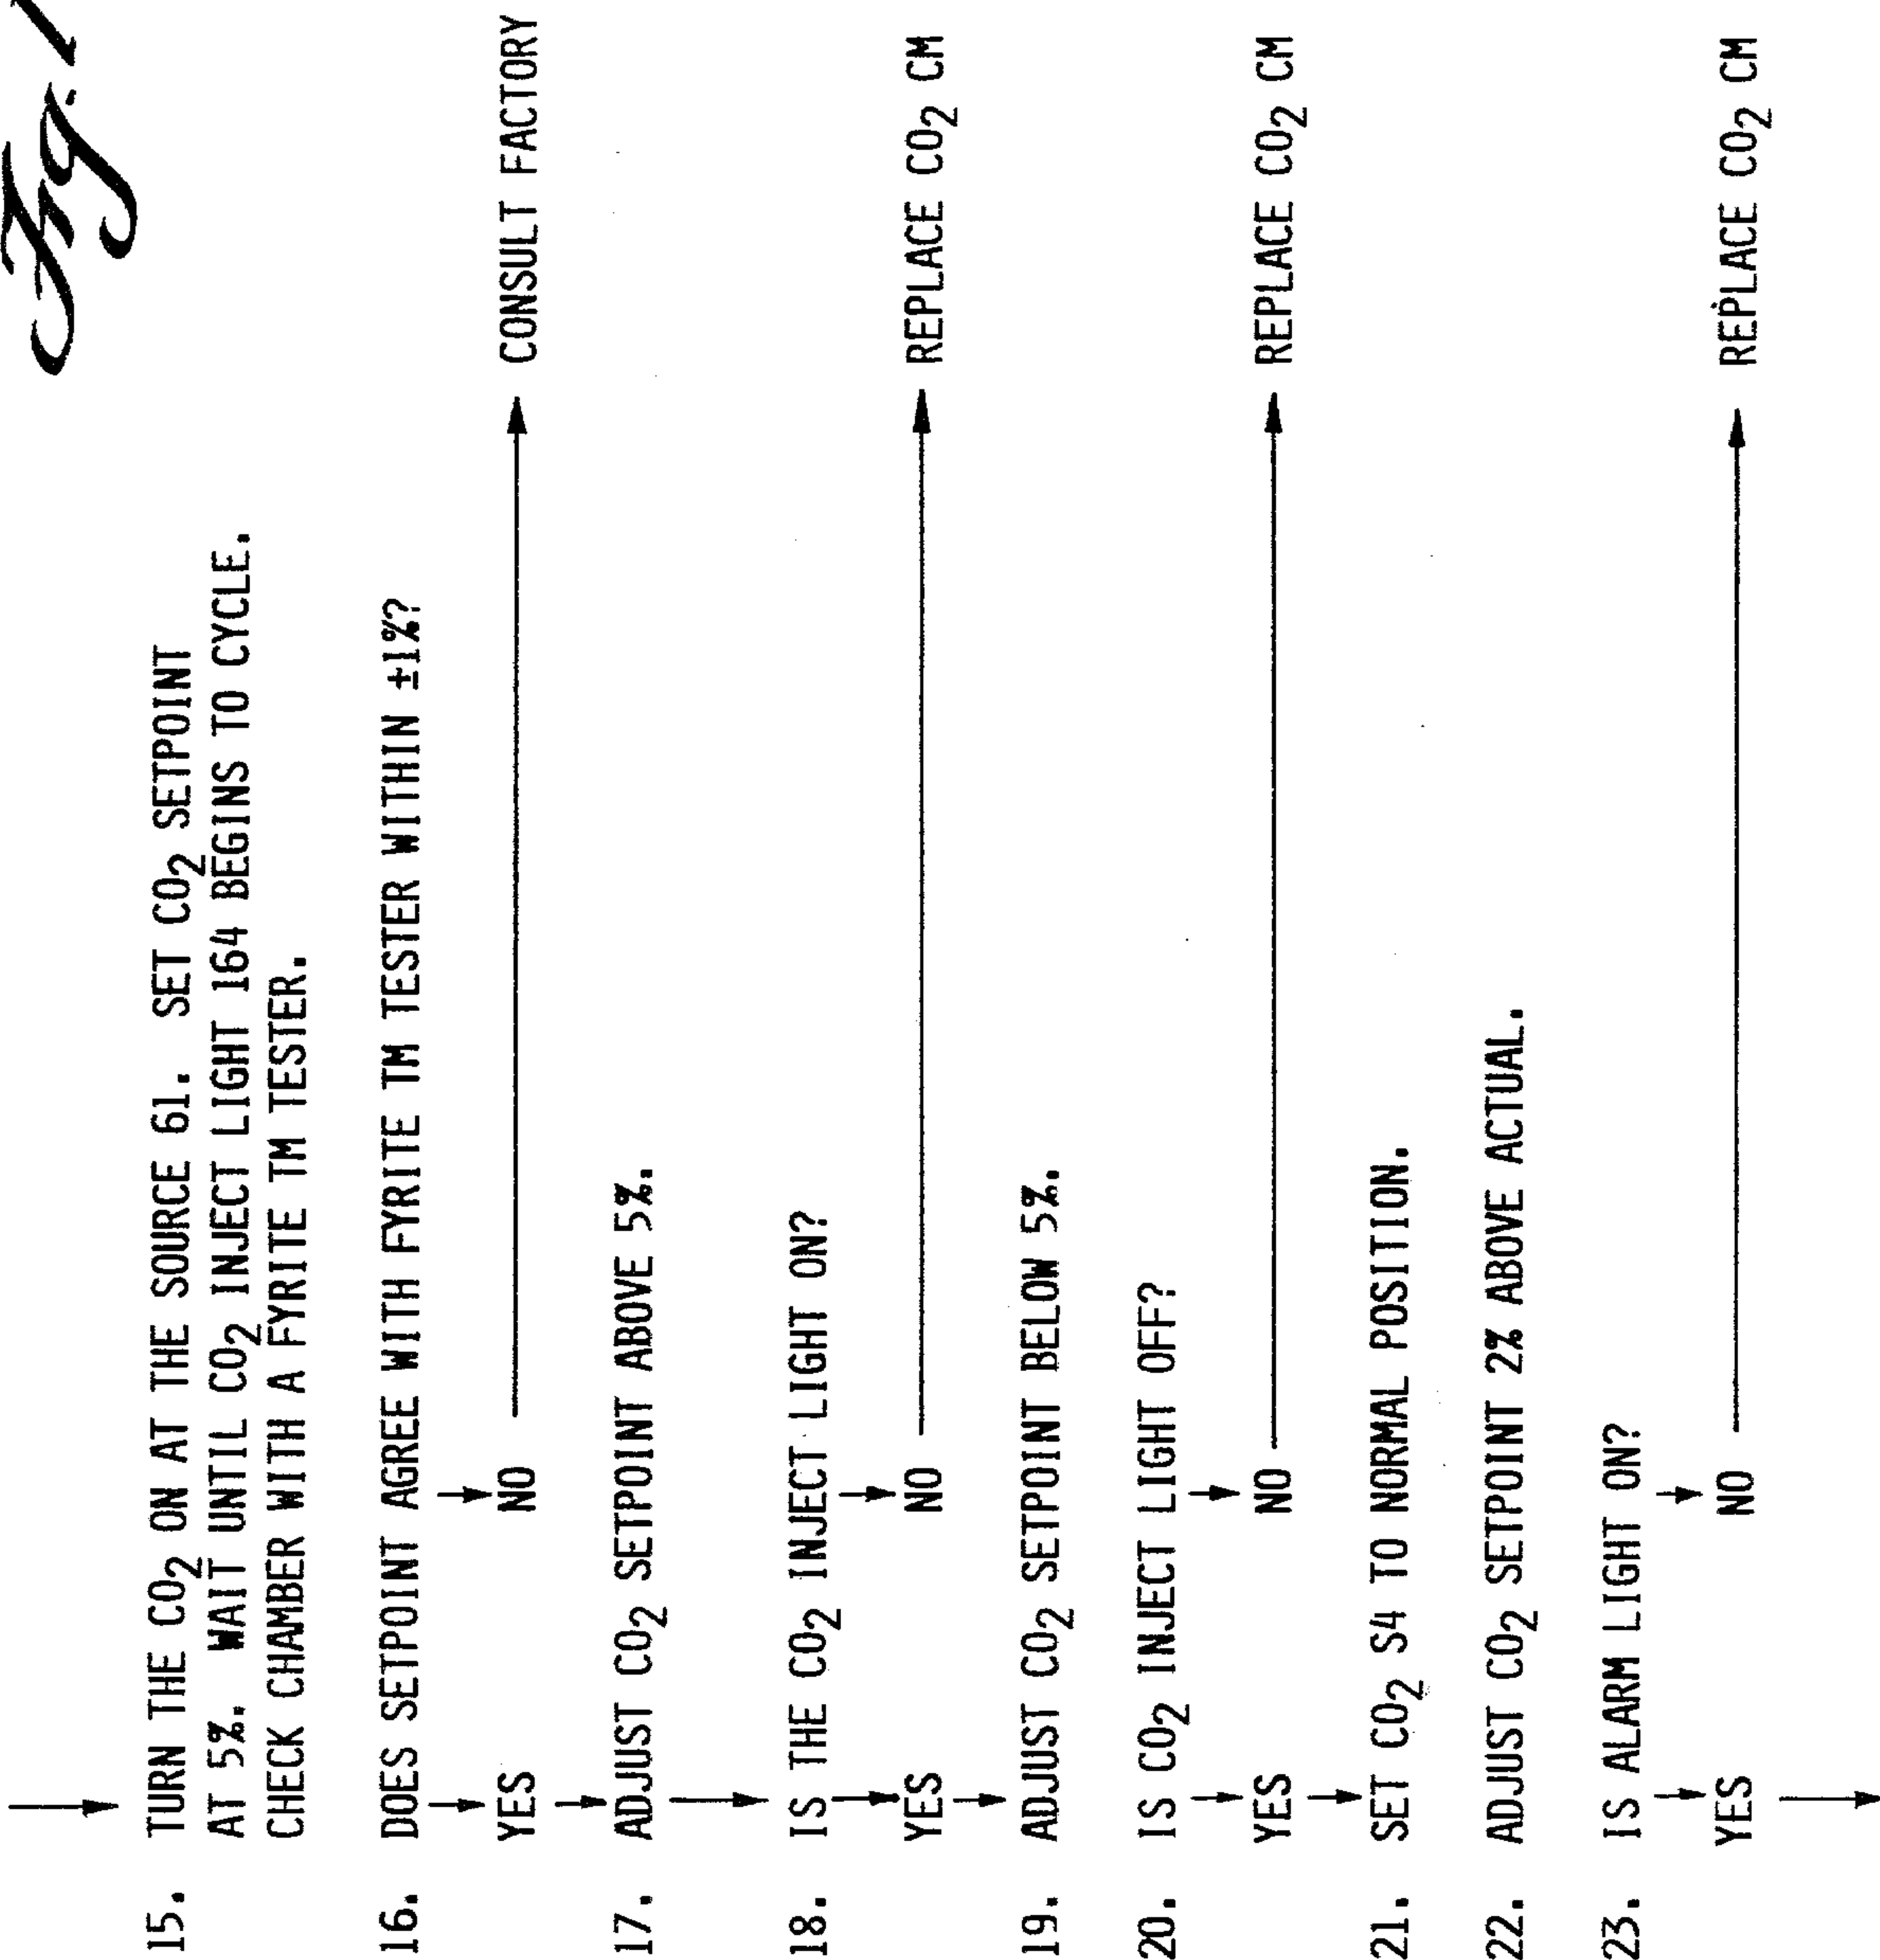 Fig. 1
15. TURN THE CO2 ON AT THE SOURCE 61. SET CO2 SETPOINT
AT 5%. WAIT UNTIL CO2 INJECT LIGHT 164 BEGINS TO CYCLE.
CHECK CHAMBER WITH A FYRITE TM TESTER.
16. DOES SETPOINT AGREE WITH FYRITE TM TESTER WITHIN ±1%?
YES NO CONSULT FACTORY
17. ADJUST CO2 SETPOINT ABOVE 5%.
18. IS THE CO2 INJECT LIGHT ON?
YES NO REPLACE CO2 CM
19. ADJUST CO2 SETPOINT BELOW 5%.
20. IS CO2 INJECT LIGHT OFF?
YES NO REPLACE CO2 CM
21. SET CO2 S4 TO NORMAL POSITION.
22. ADJUST CO2 SETPOINT 2% ABOVE ACTUAL.
23. IS ALARM LIGHT ON?
YES NO REPLACE CO2 CM